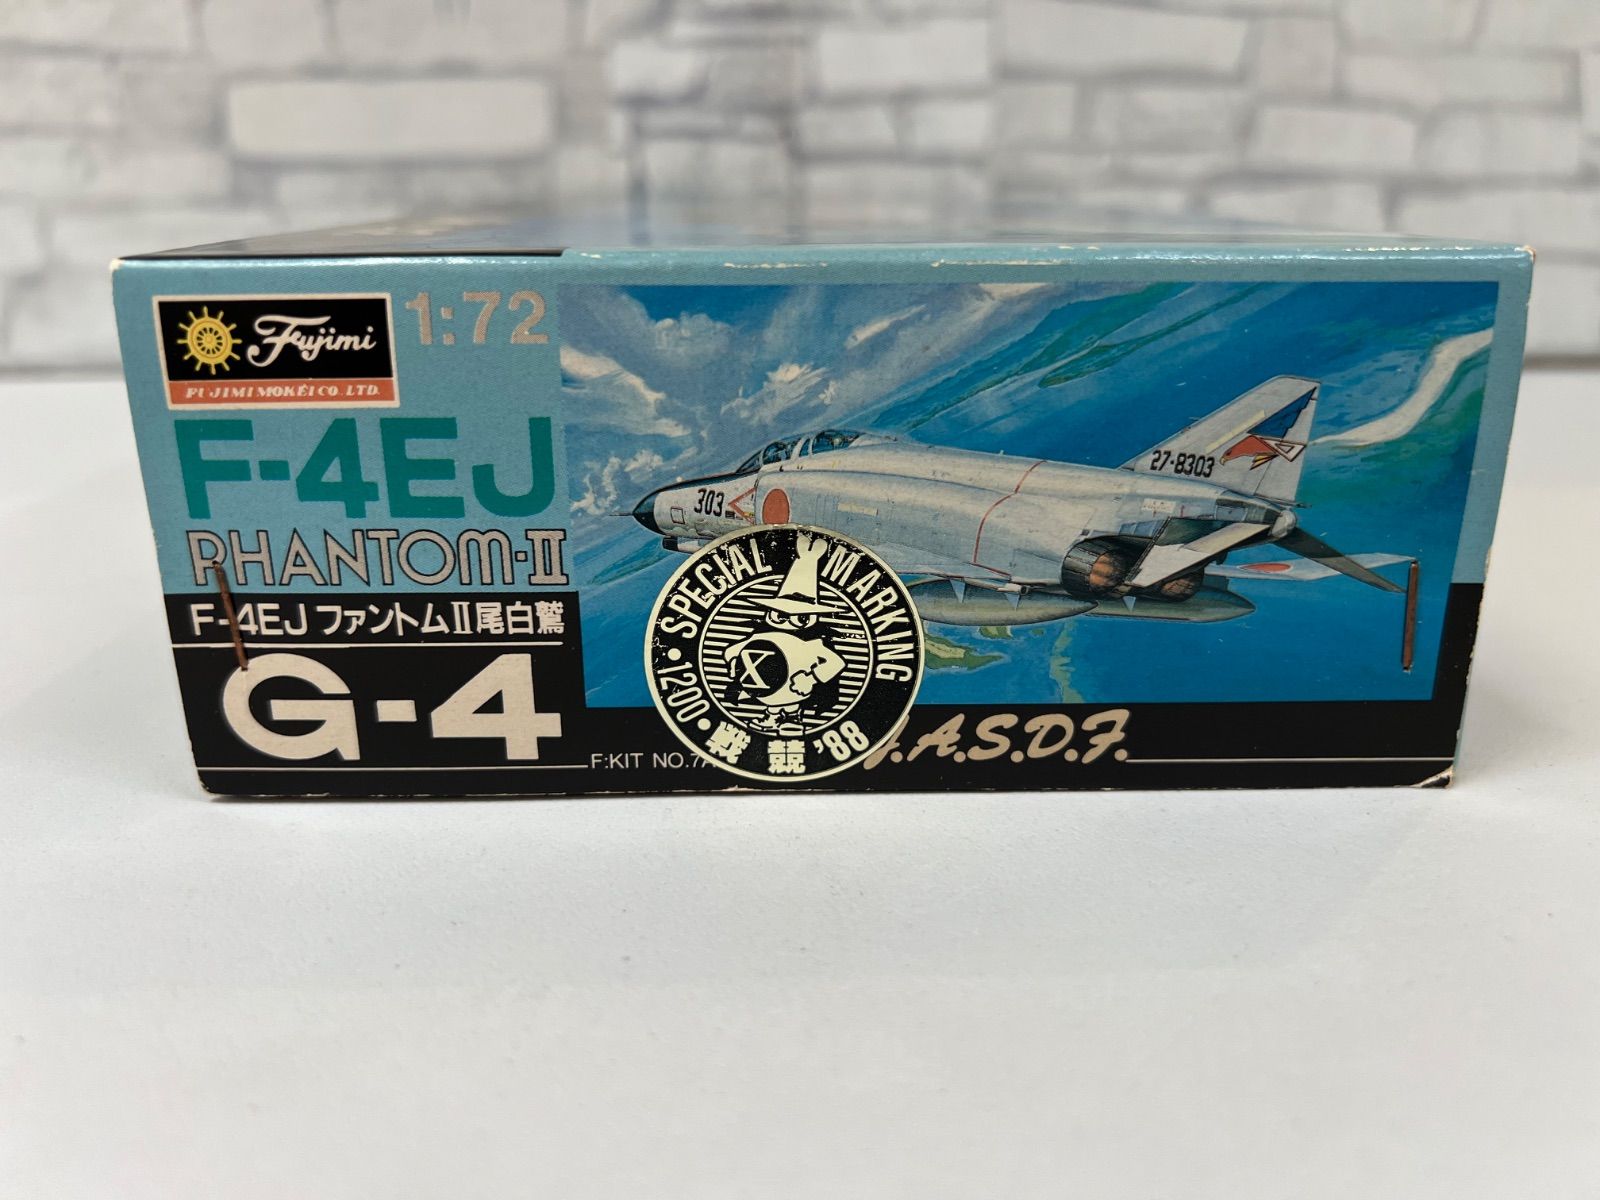 Fujimi
FUJIMI MOKEI CO. LTD.
1:72
F-4EJ
PHANTOM-II
F-4EJ ファントムII尾白鷲
G-4
F:KIT NO.7A
J.A.S.D.F.
303
27-8303
SPECIAL MARKING
・1200・戦競'88